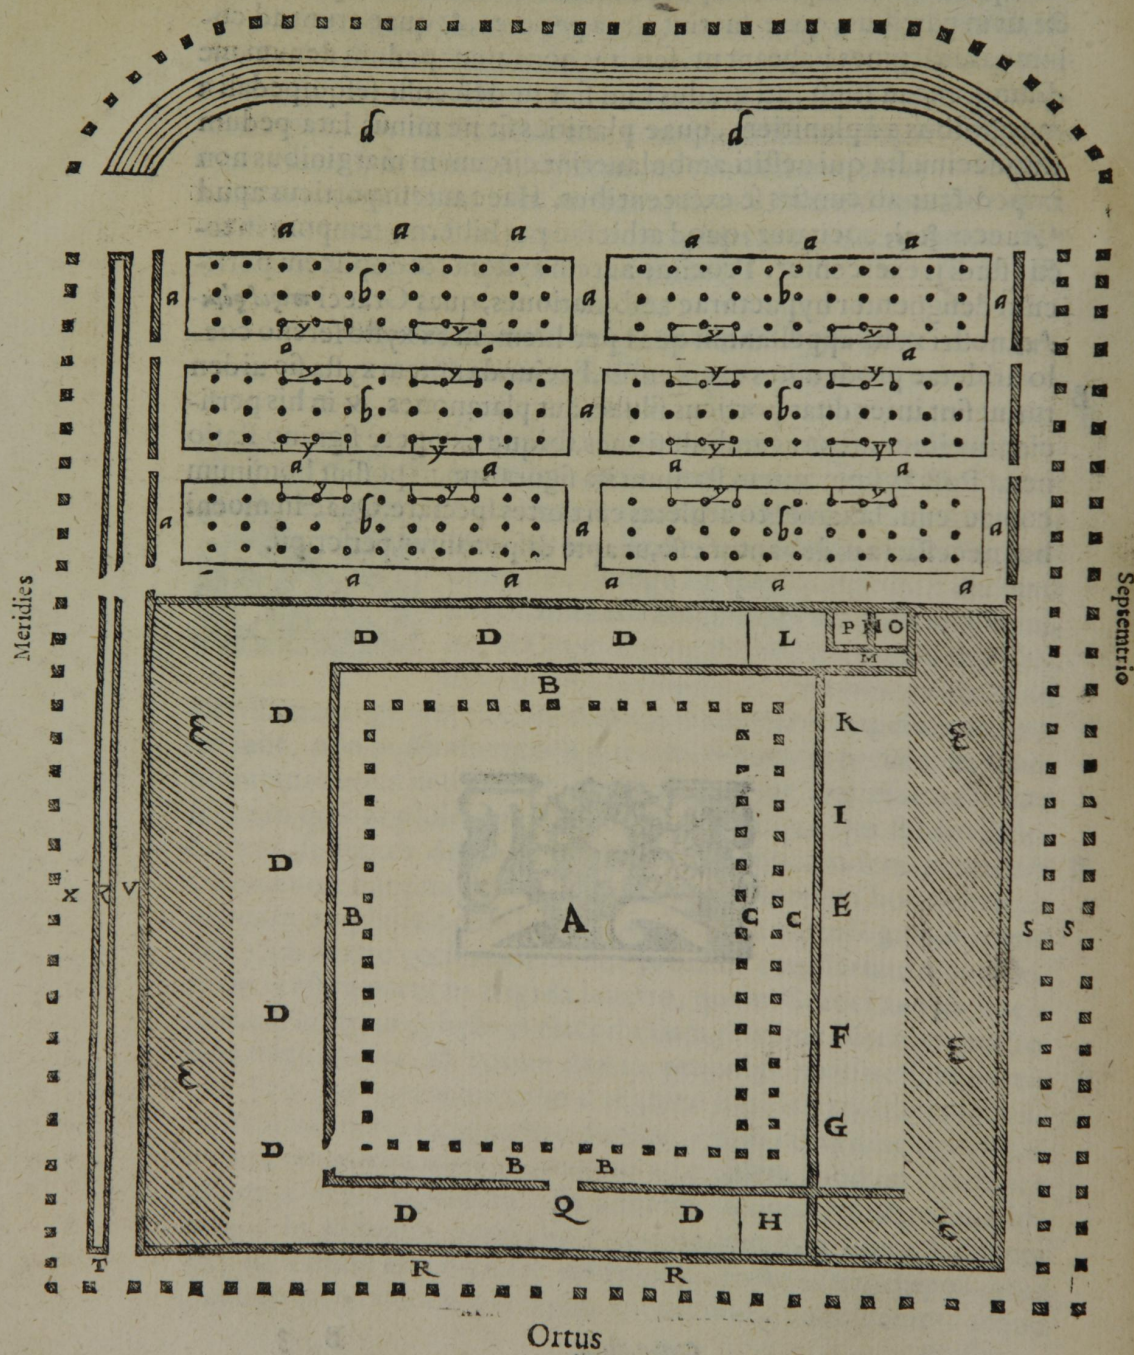 d d
a a a a a a
a b a b a
y y y y
a a
y y y y
b a b
y y y y
a a a a
y y y y
a b a b a
a a a a a
Meridies
Septemtrio
D D D L P N O
M
B
D K
I
D
X V B A C C E S S
D F
G
D
B B
D Q D H
T R R
Ortus